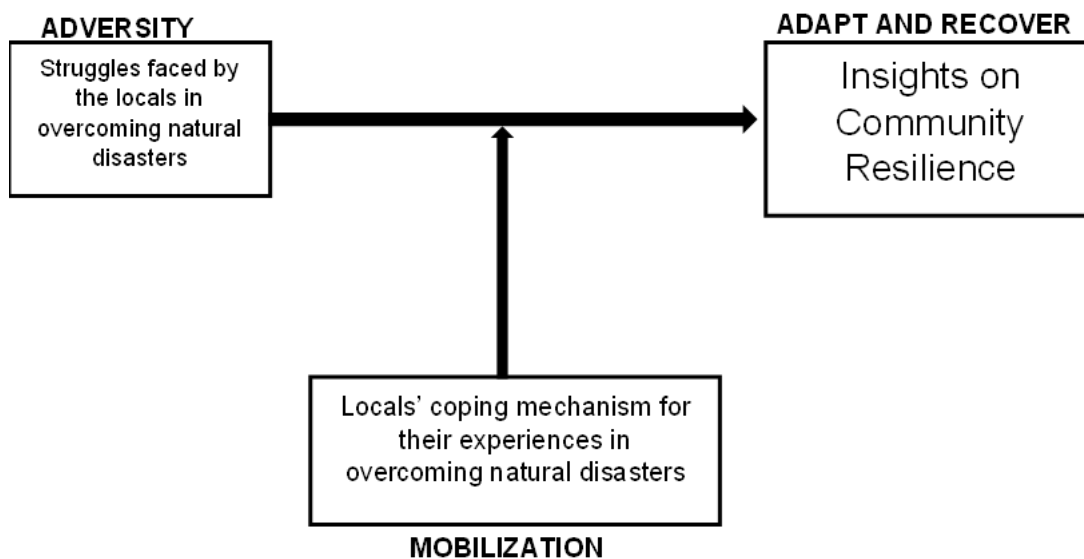 ADVERSITY
Struggles faced by
the locals in
overcoming natural
disasters
ADAPT AND RECOVER
Insights on
Community
Resilience
Locals’ coping mechanism for
their experiences in
overcoming natural disasters
MOBILIZATION